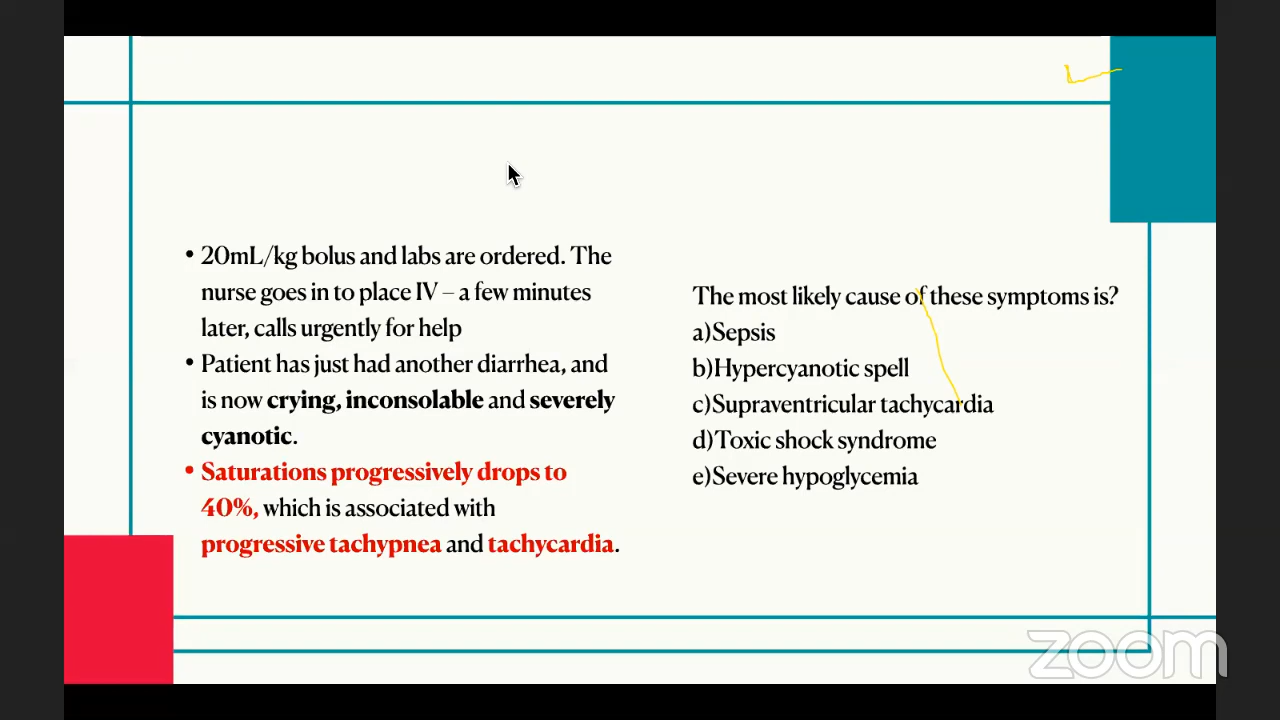 • 20mL/kg bolus and labs are ordered. The
nurse goes in to place IV – a few minutes
later, calls urgently for help
• Patient has just had another diarrhea, and
is now crying, inconsolable and severely
cyanotic.
• Saturations progressively drops to
40%, which is associated with
progressive tachypnea and tachycardia.
The most likely cause of these symptoms is?
a)Sepsis
b)Hypercyanotic spell
c)Supraventricular tachycardia
d)Toxic shock syndrome
e)Severe hypoglycemia
zoom